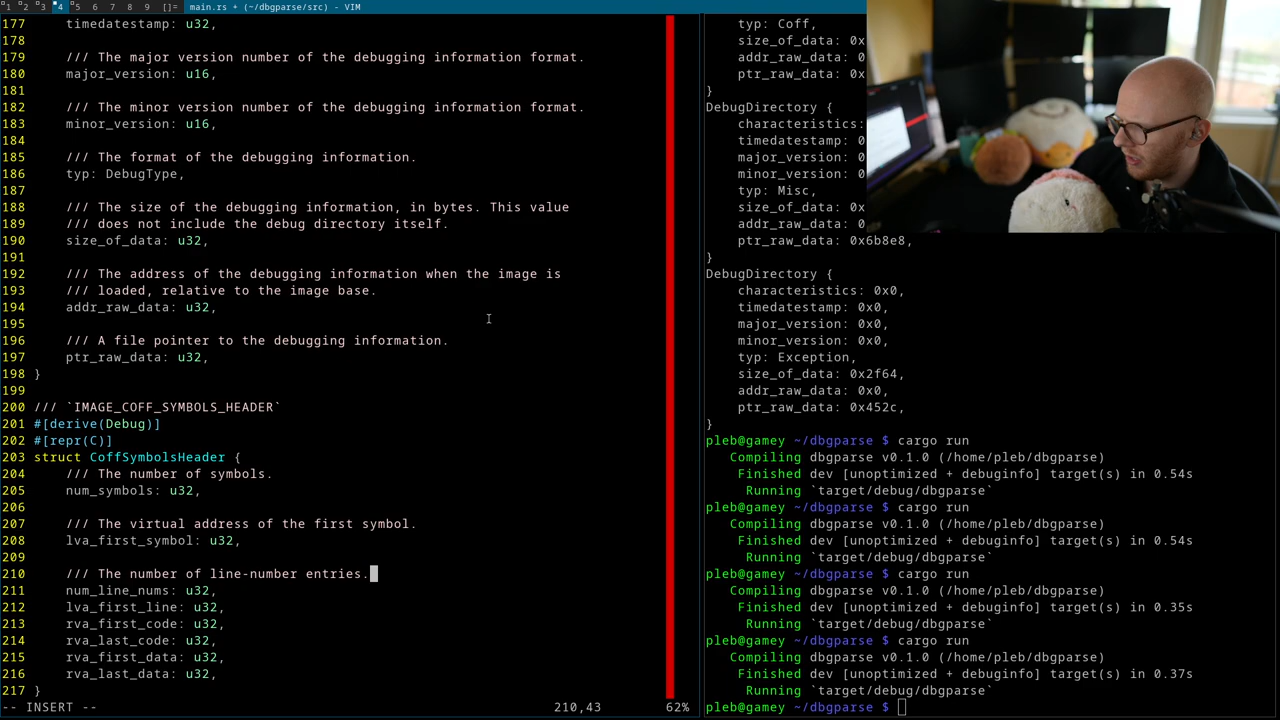 1 2 3 4 5 6 7 8 9 []= main.rs + (~/dbgparse/src) - VIM
177     timedatestamp: u32,
178
179     /// The major version number of the debugging information format.
180     major_version: u16,
181
182     /// The minor version number of the debugging information format.
183     minor_version: u16,
184
185     /// The format of the debugging information.
186     typ: DebugType,
187
188     /// The size of the debugging information, in bytes. This value
189     /// does not include the debug directory itself.
190     size_of_data: u32,
191
192     /// The address of the debugging information when the image is
193     /// loaded, relative to the image base.
194     addr_raw_data: u32,
195
196     /// A file pointer to the debugging information.
197     ptr_raw_data: u32,
198 }
199
200 /// `IMAGE_COFF_SYMBOLS_HEADER`
201 #[derive(Debug)]
202 #[repr(C)]
203 struct CoffSymbolsHeader {
204     /// The number of symbols.
205     num_symbols: u32,
206
207     /// The virtual address of the first symbol.
208     lva_first_symbol: u32,
209
210     /// The number of line-number entries.
211     num_line_nums: u32,
212     lva_first_line: u32,
213     rva_first_code: u32,
214     rva_last_code: u32,
215     rva_first_data: u32,
216     rva_last_data: u32,
217 }
-- INSERT -- 210,43 62%
    typ: Coff,
    size_of_data: 0x
    addr_raw_data: 0
    ptr_raw_data: 0x
}
DebugDirectory {
    characteristics:
    timedatestamp: 0
    major_version: 0
    minor_version: 0
    typ: Misc,
    size_of_data: 0x
    addr_raw_data: 0
    ptr_raw_data: 0x6b8e8,
}
DebugDirectory {
    characteristics: 0x0,
    timedatestamp: 0x0,
    major_version: 0x0,
    minor_version: 0x0,
    typ: Exception,
    size_of_data: 0x2f64,
    addr_raw_data: 0x0,
    ptr_raw_data: 0x452c,
}
pleb@gamey ~/dbgparse $ cargo run
   Compiling dbgparse v0.1.0 (/home/pleb/dbgparse)
    Finished dev [unoptimized + debuginfo] target(s) in 0.54s
     Running `target/debug/dbgparse`
pleb@gamey ~/dbgparse $ cargo run
   Compiling dbgparse v0.1.0 (/home/pleb/dbgparse)
    Finished dev [unoptimized + debuginfo] target(s) in 0.54s
     Running `target/debug/dbgparse`
pleb@gamey ~/dbgparse $ cargo run
   Compiling dbgparse v0.1.0 (/home/pleb/dbgparse)
    Finished dev [unoptimized + debuginfo] target(s) in 0.35s
     Running `target/debug/dbgparse`
pleb@gamey ~/dbgparse $ cargo run
   Compiling dbgparse v0.1.0 (/home/pleb/dbgparse)
    Finished dev [unoptimized + debuginfo] target(s) in 0.37s
     Running `target/debug/dbgparse`
pleb@gamey ~/dbgparse $